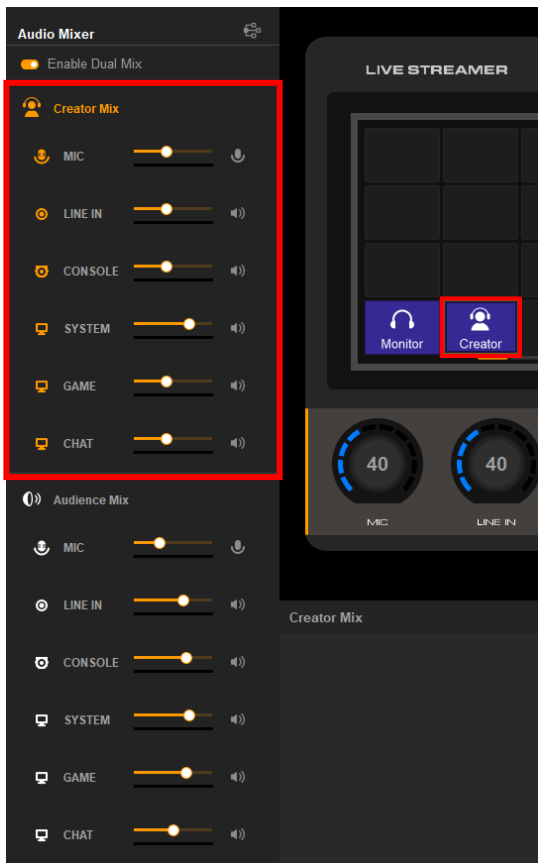 Audio Mixer
Enable Dual Mix
Creator Mix
MIC
LINE IN
CONSOLE
SYSTEM
GAME
CHAT
Audience Mix
MIC
LINE IN
CONSOLE
SYSTEM
GAME
CHAT
LIVE STREAMER
Monitor
Creator
40
40
MIC
LINE IN
Creator Mix